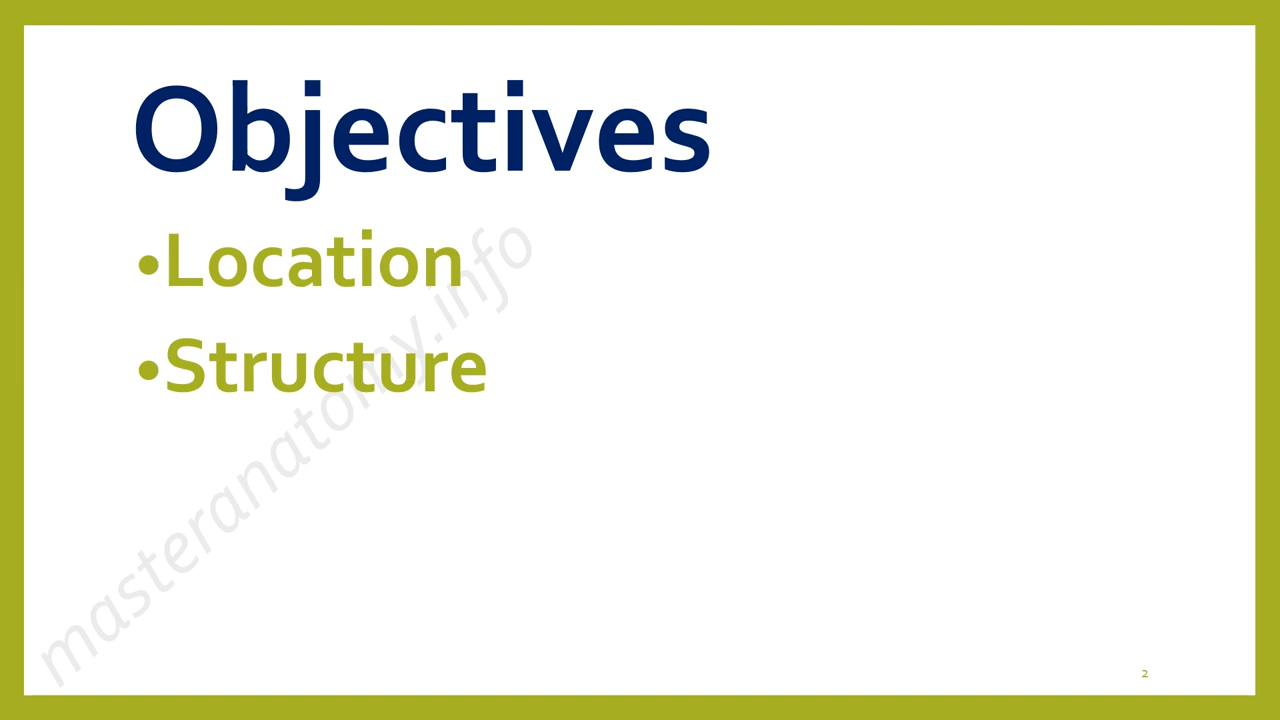 Objectives
•Location
•Structure
masteranatomy.info
2